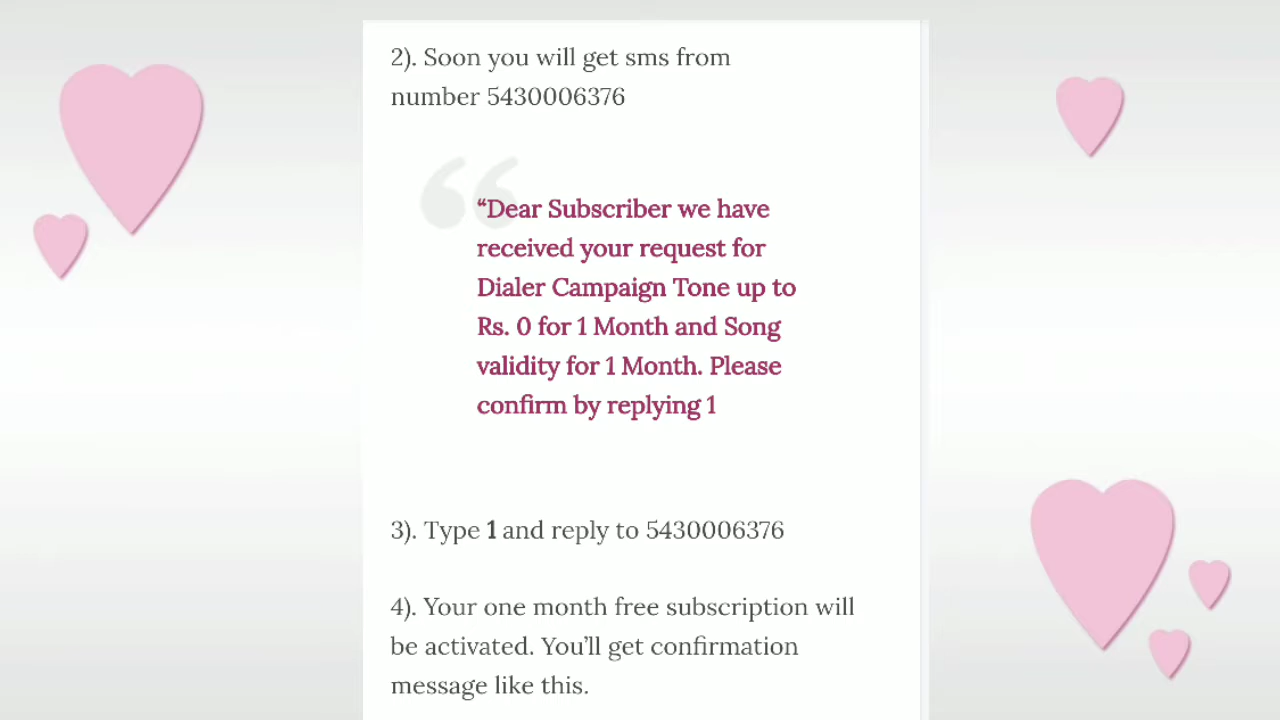 2). Soon you will get sms from
number 5430006376
“Dear Subscriber we have
received your request for
Dialer Campaign Tone up to
Rs. 0 for 1 Month and Song
validity for 1 Month. Please
confirm by replying 1
3). Type 1 and reply to 5430006376
4). Your one month free subscription will
be activated. You’ll get confirmation
message like this.